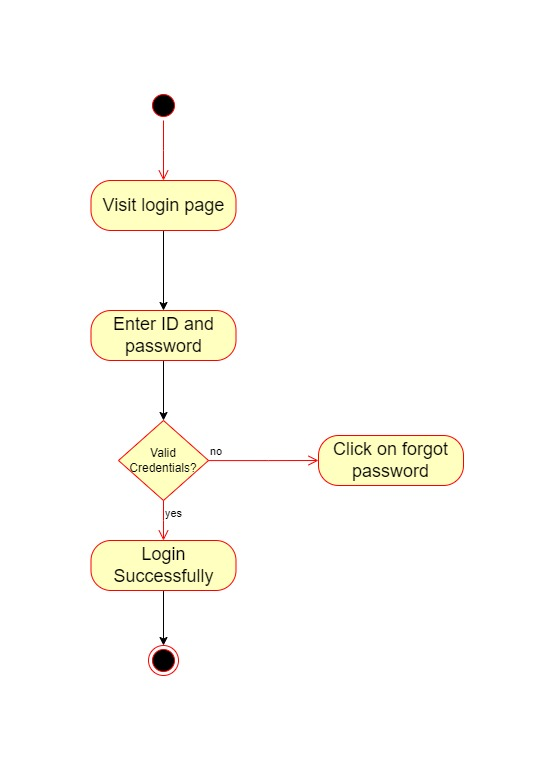 Visit login page
Enter ID and
password
Valid
Credentials?
no
Click on forgot
password
yes
Login
Successfully